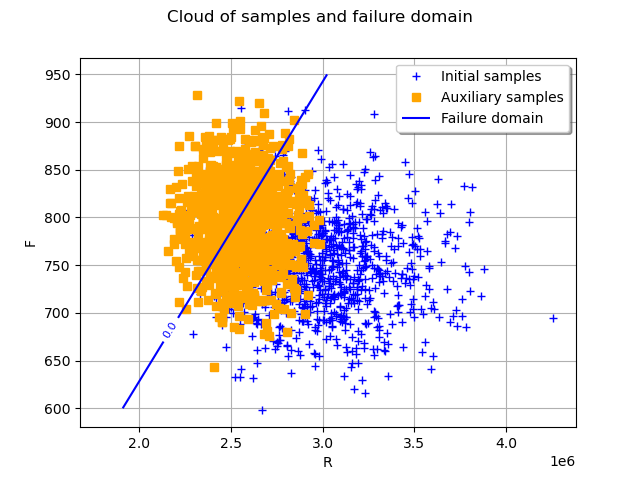 Cloud of samples and failure domain
Initial samples
Auxiliary samples
Failure domain
F
950
900
850
800
750
700
650
600
0.0
2.0
2.5
3.0
3.5
4.0
1e6
R